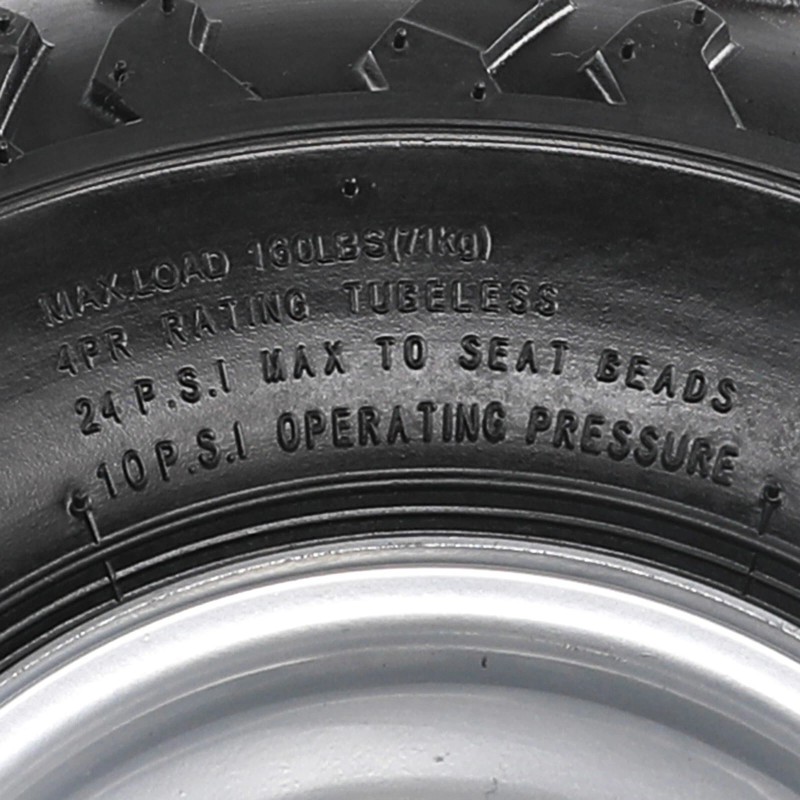 MAX.LOAD 160LBS(71kg)
4PR RATING TUBELESS
24 P.S.I MAX TO SEAT BEADS
10 P.S.I OPERATING PRESSURE